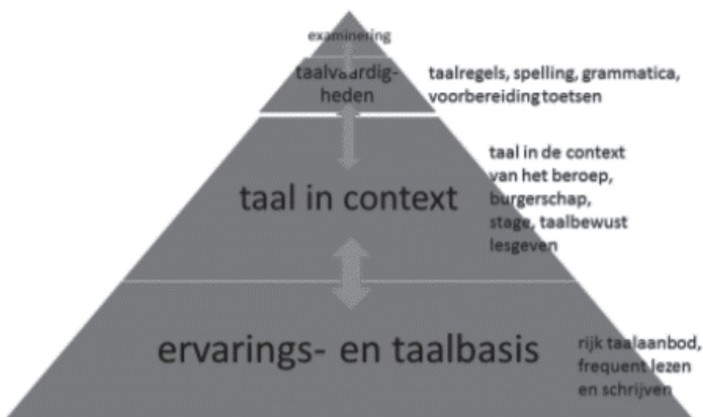 examinering
taalvaardig-
heden
taalregels, spelling, grammatica,
voorbereiding toetsen
taal in context
taal in de context
van het beroep,
burgerschap,
stage, taalbewust
lesgeven
ervarings- en taalbasis
rijk taalaanbod,
frequent lezen
en schrijven